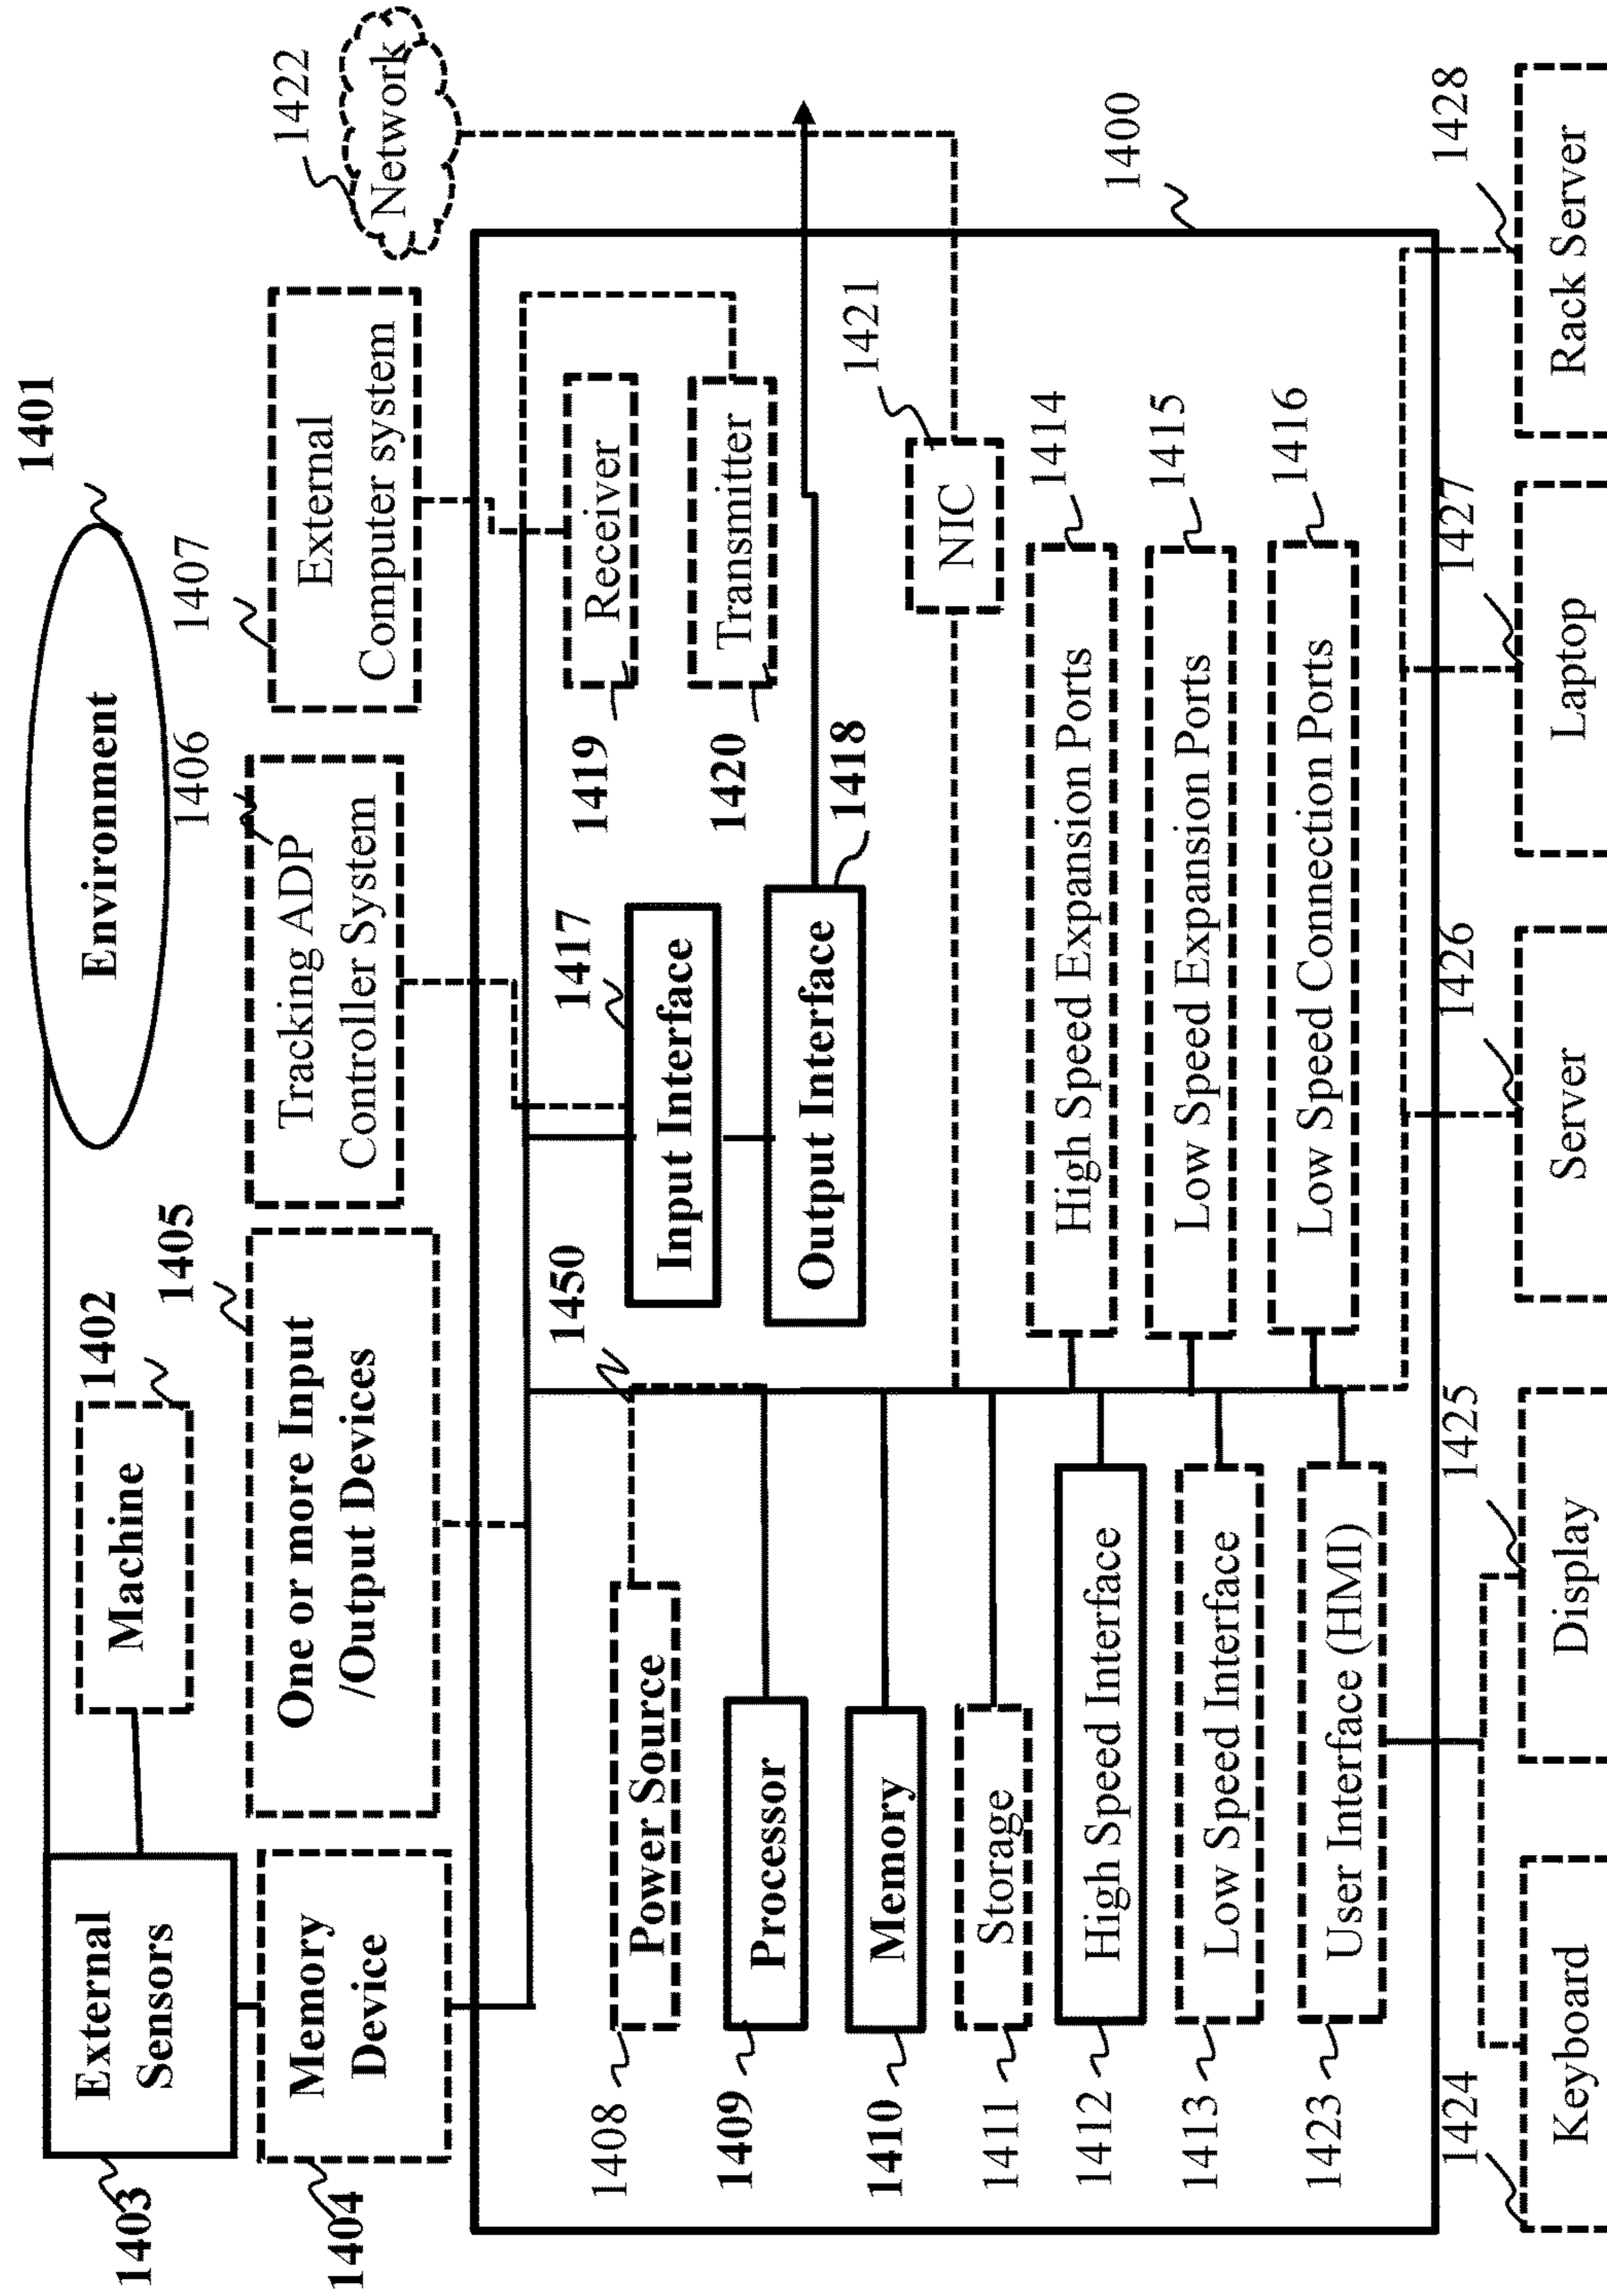 1401
Environment
1402
Machine
1403
External
Sensors
1404
Memory
Device
1405
One or more Input
/Output Devices
1406
Tracking ADP
Controller System
1407
External
Computer system
1422
Network
1408
Power Source
1409
Processor
1410
Memory
1411
Storage
1412
High Speed Interface
1413
Low Speed Interface
1423
User Interface (HMI)
1450
1417
Input Interface
Output Interface
1418
1419
Receiver
1420
Transmitter
NIC
1421
High Speed Expansion Ports
1414
Low Speed Expansion Ports
1415
Low Speed Connection Ports
1416
1400
1424
Keyboard
1425
Display
1426
Server
1427
Laptop
1428
Rack Server